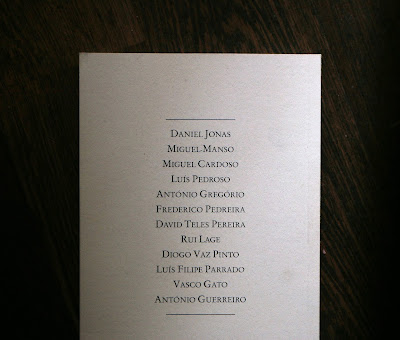 Daniel Jonas
Miguel-Manso
Miguel Cardoso
Luís Pedroso
António Gregório
Frederico Pedreira
David Teles Pereira
Rui Lage
Diogo Vaz Pinto
Luís Filipe Parrado
Vasco Gato
António Guerreiro